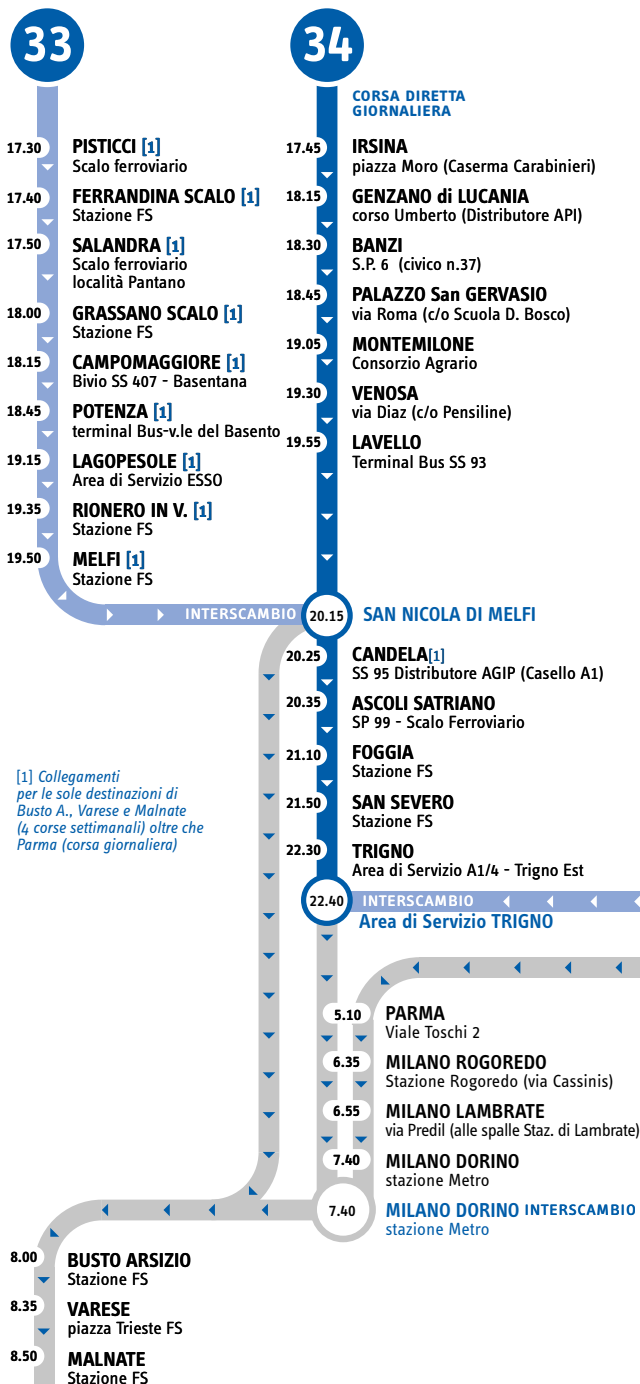 33
17.30
PISTICCI [1]
Scalo ferroviario
17.40
FERRANDINA SCALO [1]
Stazione FS
17.50
SALANDRA [1]
Scalo ferroviario
località Pantano
18.00
GRASSANO SCALO [1]
Stazione FS
18.15
CAMPOMAGGIORE [1]
Bivio SS 407 - Basentana
18.45
POTENZA [1]
terminal Bus-v.le del Basento
19.15
LAGOPESOLE [1]
Area di Servizio ESSO
19.35
RIONERO IN V. [1]
Stazione FS
19.50
MELFI [1]
Stazione FS
INTERSCAMBIO
34
CORSA DIRETTA
GIORNALIERA
17.45
IRSINA
piazza Moro (Caserma Carabinieri)
18.15
GENZANO di LUCANIA
corso Umberto (Distributore API)
18.30
BANZI
S.P. 6 (civico n.37)
18.45
PALAZZO San GERVASIO
via Roma (c/o Scuola D. Bosco)
19.05
MONTEMILONE
Consorzio Agrario
19.30
VENOSA
via Diaz (c/o Pensiline)
19.55
LAVELLO
Terminal Bus SS 93
20.15
SAN NICOLA DI MELFI
20.25
CANDELA[1]
SS 95 Distributore AGIP (Casello A1)
20.35
ASCOLI SATRIANO
SP 99 - Scalo Ferroviario
21.10
FOGGIA
Stazione FS
21.50
SAN SEVERO
Stazione FS
22.30
TRIGNO
Area di Servizio A1/4 - Trigno Est
22.40
INTERSCAMBIO
Area di Servizio TRIGNO
[1] Collegamenti
per le sole destinazioni di
Busto A., Varese e Malnate
(4 corse settimanali) oltre che
Parma (corsa giornaliera)
5.10
PARMA
Viale Toschi 2
6.35
MILANO ROGOREDO
Stazione Rogoredo (via Cassinis)
6.55
MILANO LAMBRATE
via Predil (alle spalle Staz. di Lambrate)
7.40
MILANO DORINO
stazione Metro
7.40
MILANO DORINO INTERSCAMBIO
stazione Metro
8.00
BUSTO ARSIZIO
Stazione FS
8.35
VARESE
piazza Trieste FS
8.50
MALNATE
Stazione FS